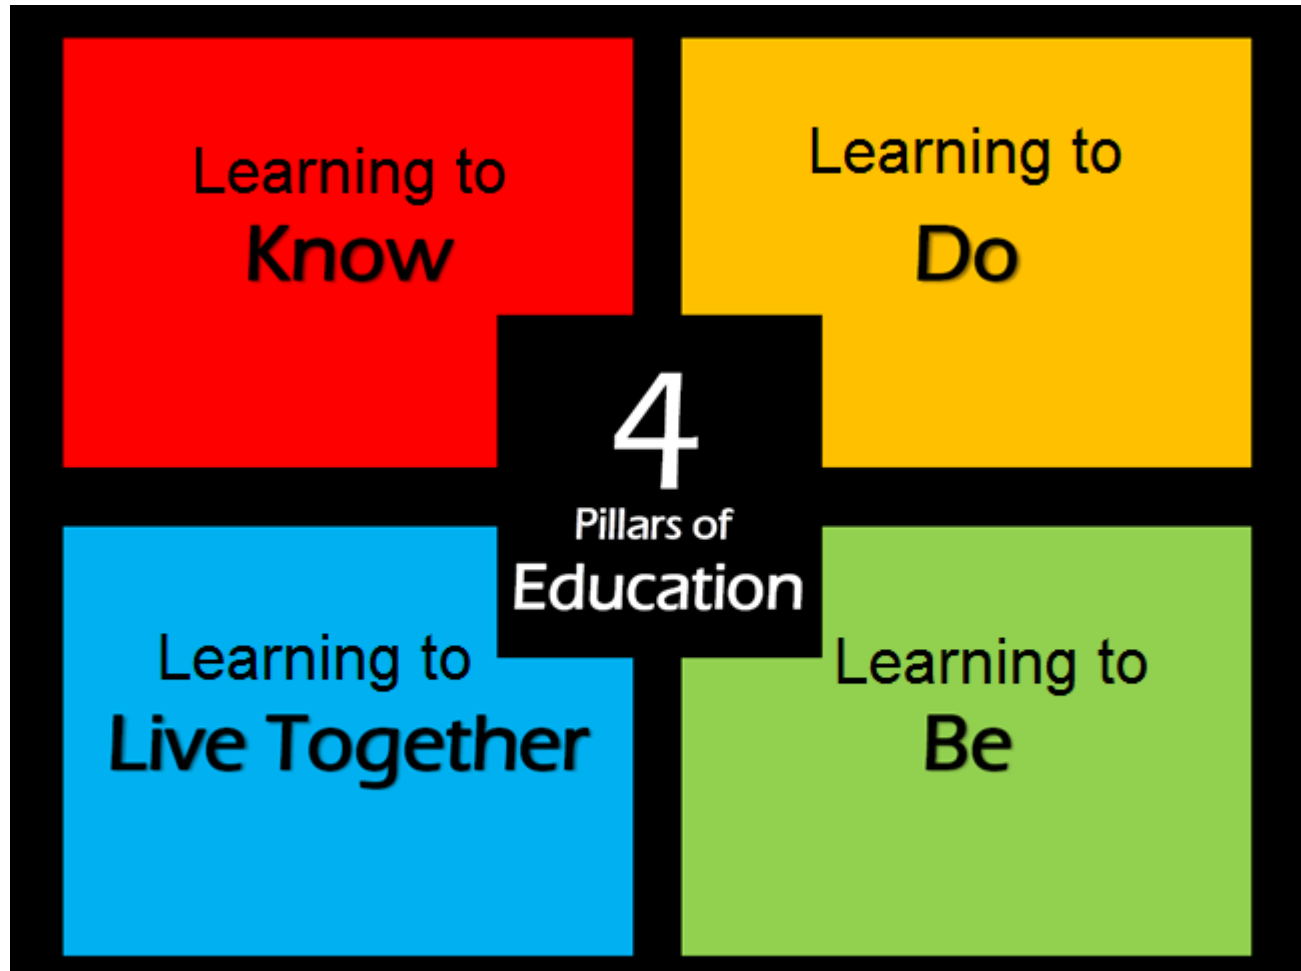 Learning to
Know
Learning to
Do
4
Pillars of
Education
Learning to
Live Together
Learning to
Be